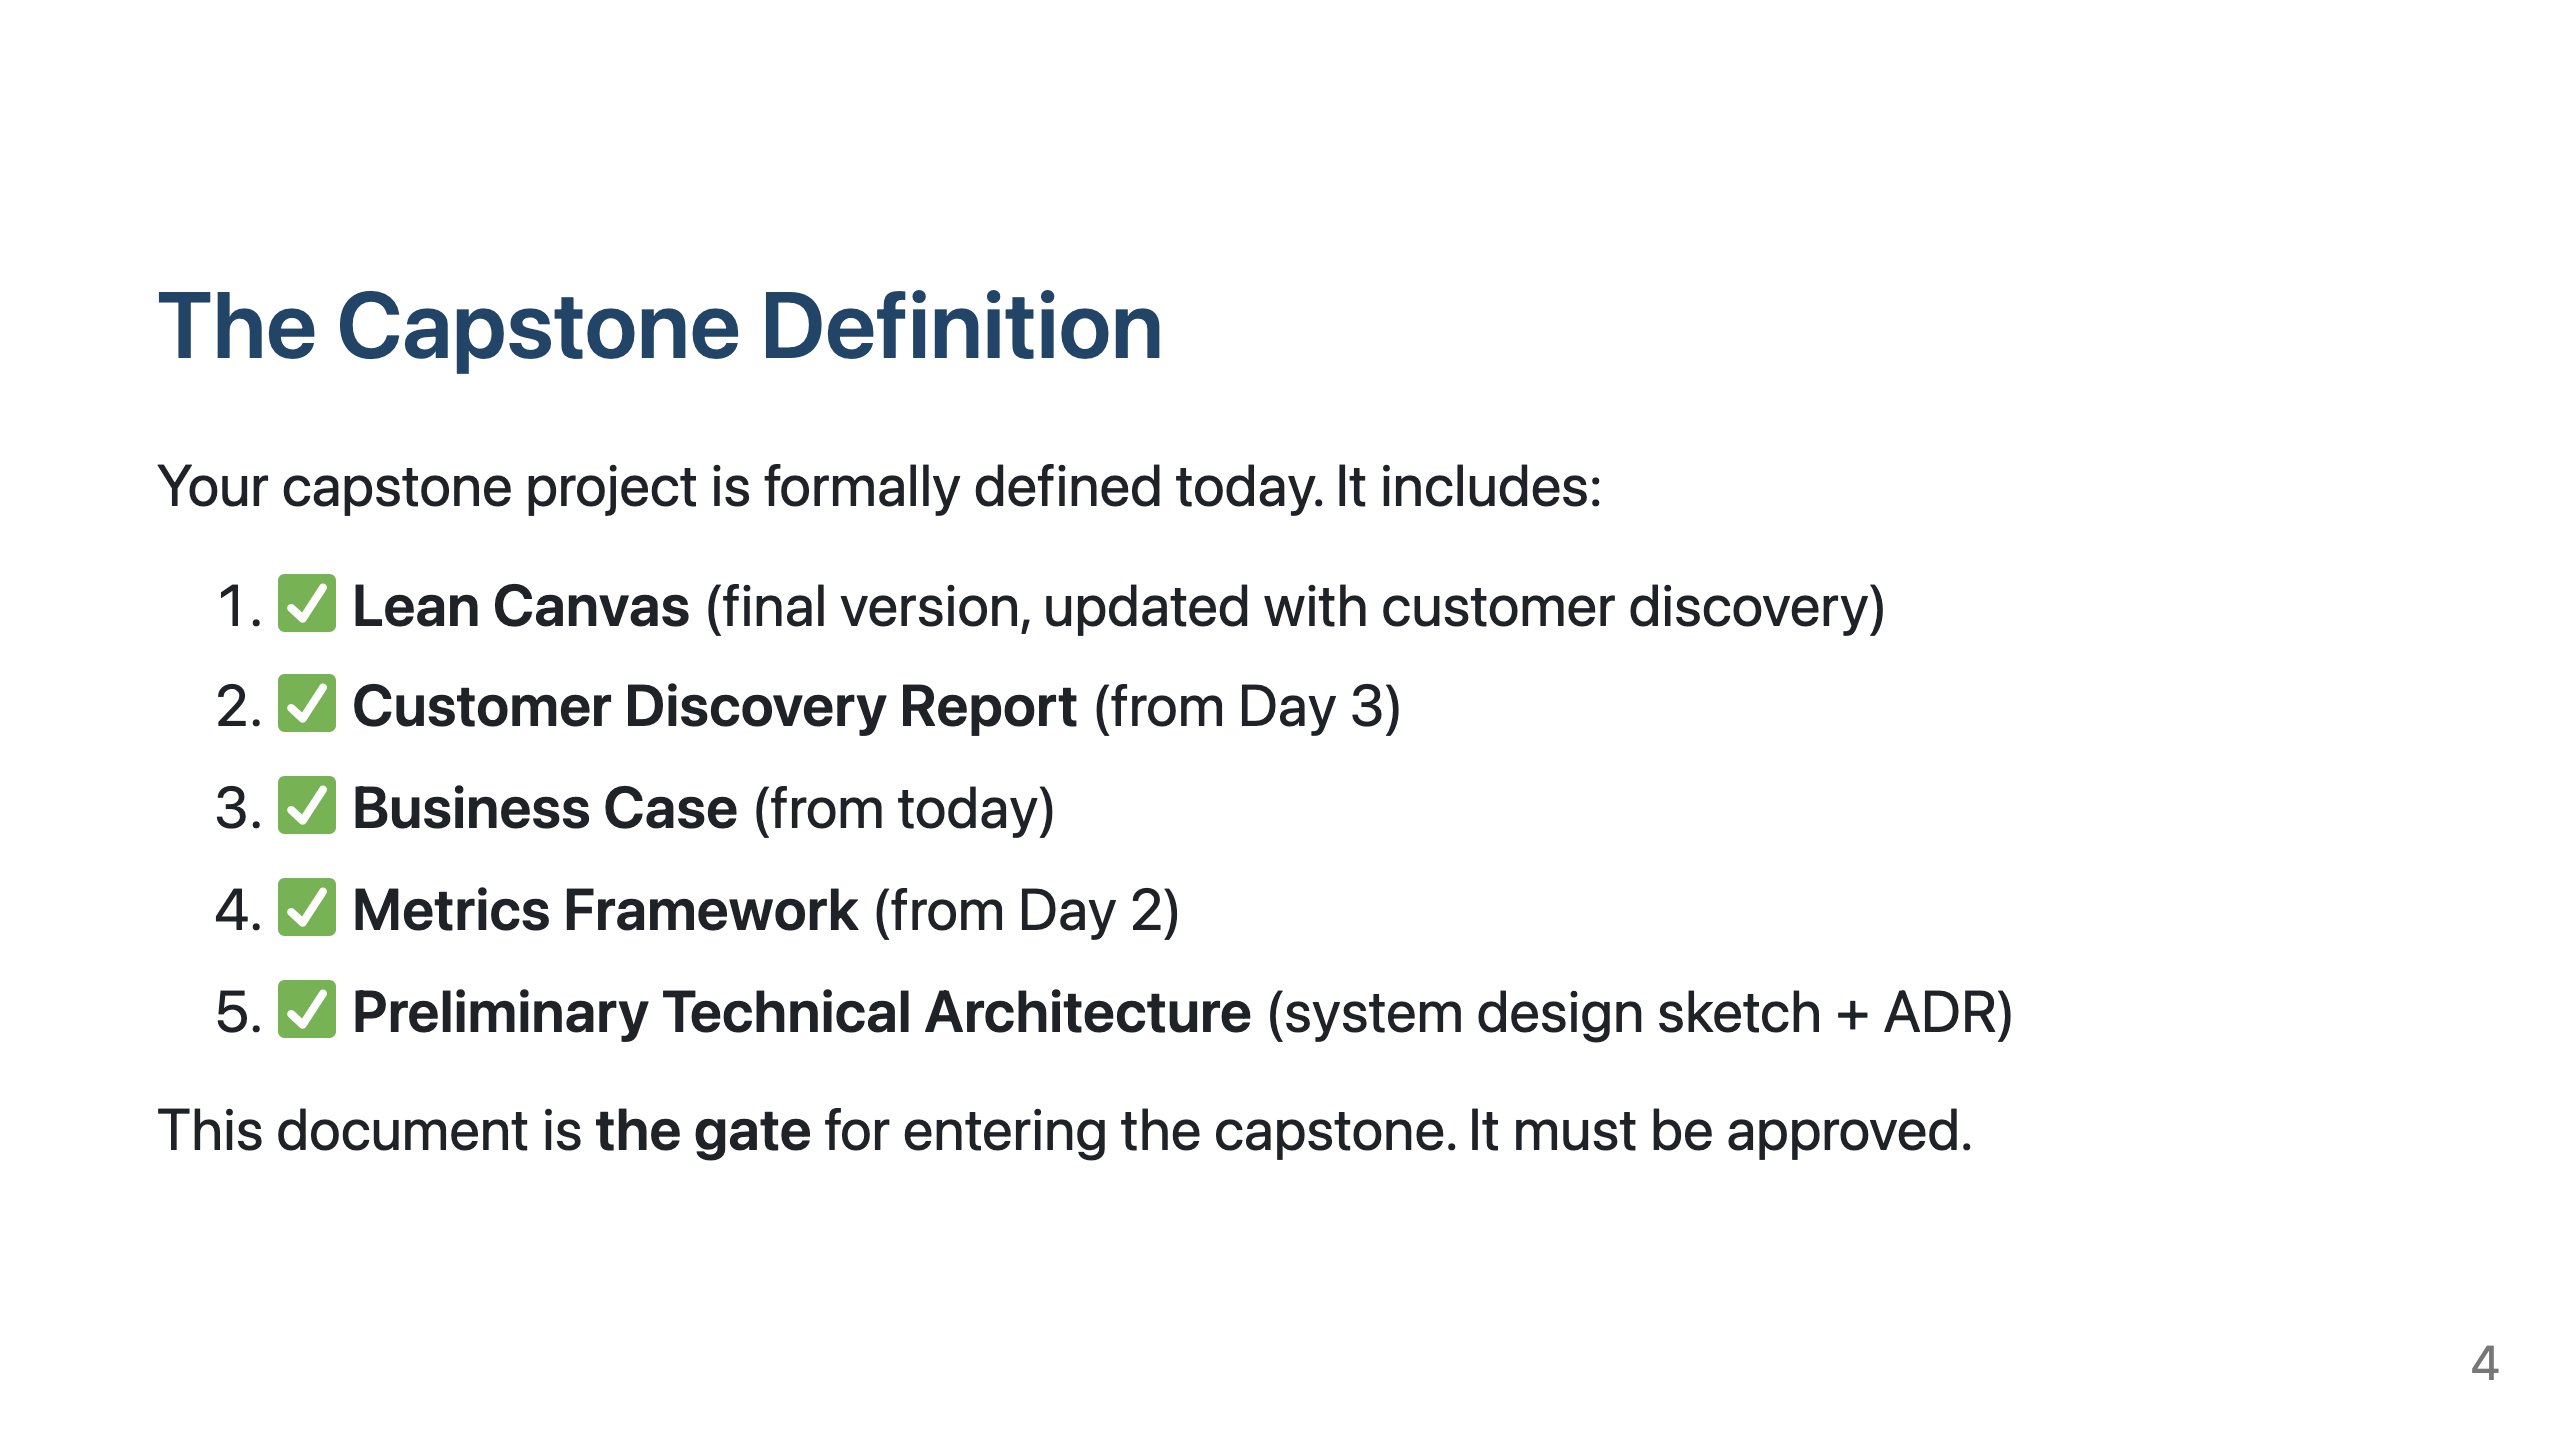 The Capstone Definition
Your capstone project is formally defined today. It includes:
1. ✅ Lean Canvas (final version, updated with customer discovery)
2. ✅ Customer Discovery Report (from Day 3)
3. ✅ Business Case (from today)
4. ✅ Metrics Framework (from Day 2)
5. ✅ Preliminary Technical Architecture (system design sketch + ADR)
This document is the gate for entering the capstone. It must be approved.
4